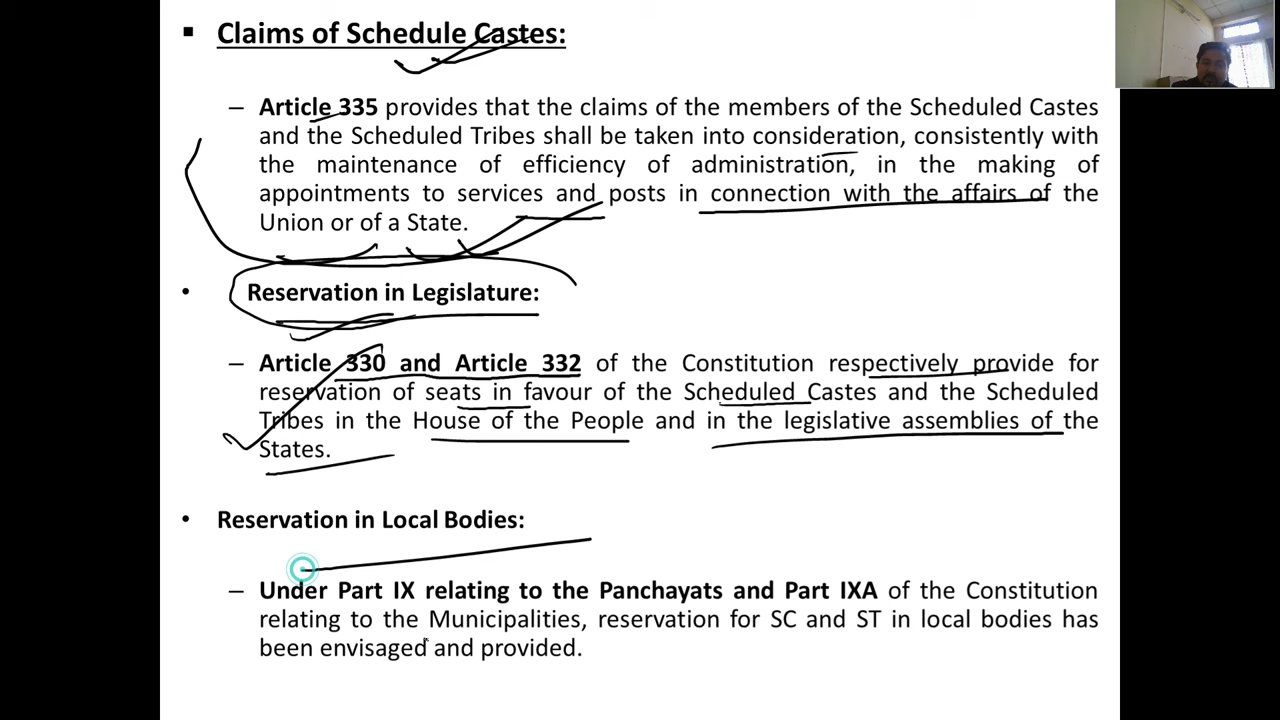 ▪ Claims of Schedule Castes:
– Article 335 provides that the claims of the members of the Scheduled Castes
and the Scheduled Tribes shall be taken into consideration, consistently with
the maintenance of efficiency of administration, in the making of
appointments to services and posts in connection with the affairs of the
Union or of a State.
• Reservation in Legislature:
– Article 330 and Article 332 of the Constitution respectively provide for
reservation of seats in favour of the Scheduled Castes and the Scheduled
Tribes in the House of the People and in the legislative assemblies of the
States.
• Reservation in Local Bodies:
– Under Part IX relating to the Panchayats and Part IXA of the Constitution
relating to the Municipalities, reservation for SC and ST in local bodies has
been envisaged and provided.